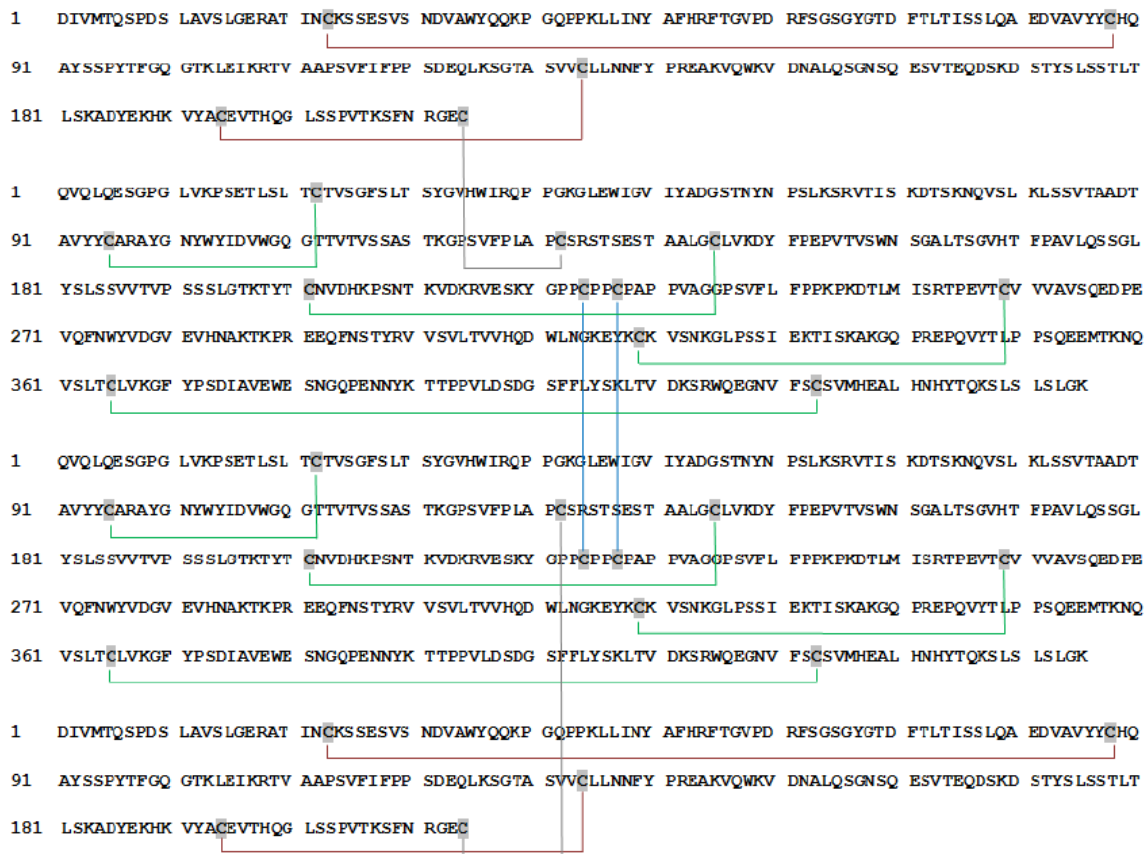 1 DIVMTQSPDS LAVSLGERAT INCKSSESVS NDVAWYQQKP GQPPKLLINY AFHRFTGVPD RFSGSGYGTD FTLTISSLQA EDVAVYYCHQ
91 AYSSPYTFGQ GTKLEIKRTV AAPSVFIFPP SDEQLKSGTA SVVCLLNNFY PREAKVQWKV DNALQSGNSQ ESVTEQDSKD STYSLSSTLT
181 LSKADYEKHK VYACEVTHQG LSSPVTKSFN RGEC
1 QVQLQESGPG LVKPSETLSL TCTVSGFSLT SYGVHWIRQP PGKGLEWIGV IYADGSTNYN PSLKSRVTIS KDTSKNQVSL KLSSVTAADT
91 AVYYCARAYG NYWYIDVWGQ GTTVTVSSAS TKGPSVFPLA PCSRSTSEST AALGCLVKDY FPEPVTVSWN SGALTSGVHT FPAVLQSSGL
181 YSLSSVVTVP SSSLGTKTYT CNVDHKPSNT KVDKRVESKY GPPCPPCPAP PVAGGPSVFL FPPKPKDTLM ISRTPEVTCV VVAVSQEDPE
271 VQFNWYVDGV EVHNAKTKPR EEQFNSTYRV VSVLTVVHQD WLNGKEYKCK VSNKGLPSSI EKTISKAKGQ PREPQVYTLP PSQEEMTKNQ
361 VSLTCLVKGF YPSDIAVEWE SNGQPENNYK TTPPVLDSDG SFFLYSKLTV DKSRWQEGNV FSCSVMHEAL HNHYTQKSLS LSLGK
1 QVQLQESGPG LVKPSETLSL TCTVSGFSLT SYGVHWIRQP PGKGLEWIGV IYADGSTNYN PSLKSRVTIS KDTSKNQVSL KLSSVTAADT
91 AVYYCARAYG NYWYIDVWGQ GTTVTVSSAS TKGPSVFPLA PCSRSTSEST AALGCLVKDY FPEPVTVSWN SGALTSGVHT FPAVLQSSGL
181 YSLSSVVTVP SSSLGTKTYT CNVDHKPSNT KVDKRVESKY GPPCPPCPAP PVAGGPSVFL FPPKPKDTLM ISRTPEVTCV VVAVSQEDPE
271 VQFNWYVDGV EVHNAKTKPR EEQFNSTYRV VSVLTVVHQD WLNGKEYKCK VSNKGLPSSI EKTISKAKGQ PREPQVYTLP PSQEEMTKNQ
361 VSLTCLVKGF YPSDIAVEWE SNGQPENNYK TTPPVLDSDG SFFLYSKLTV DKSRWQEGNV FSCSVMHEAL HNHYTQKSLS LSLGK
1 DIVMTQSPDS LAVSLGERAT INCKSSESVS NDVAWYQQKP GQPPKLLINY AFHRFTGVPD RFSGSGYGTD FTLTISSLQA EDVAVYYCHQ
91 AYSSPYTFGQ GTKLEIKRTV AAPSVFIFPP SDEQLKSGTA SVVCLLNNFY PREAKVQWKV DNALQSGNSQ ESVTEQDSKD STYSLSSTLT
181 LSKADYEKHK VYACEVTHQG LSSPVTKSFN RGEC